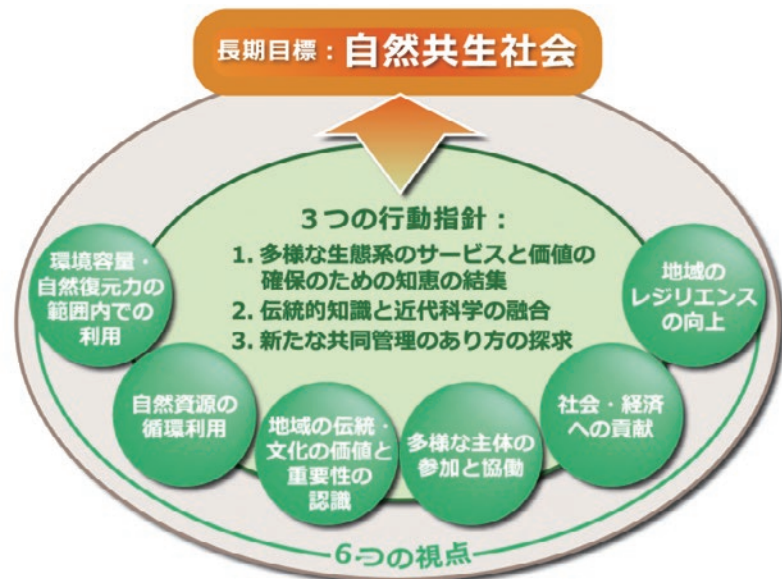 長期目標：自然共生社会
３つの行動指針：
1. 多様な生態系のサービスと価値の
確保のための知恵の結集
2. 伝統的知識と近代科学の融合
3. 新たな共同管理のあり方の探求
環境容量・
自然復元力の
範囲内での
利用
自然資源の
循環利用
地域の伝統・
文化の価値と
重要性の
認識
多様な主体の
参加と協働
社会・経済
への貢献
地域の
レジリエンス
の向上
6つの視点